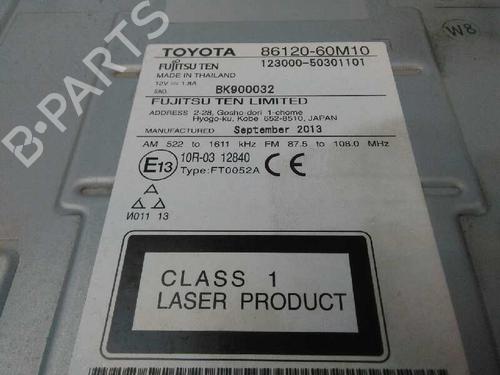 TOYOTA 86120-60M10
FUJITSU TEN 123000-50301101
MADE IN THAILAND
12V 1.8A
SNO. BK900032
FUJITSU TEN LIMITED
ADDRESS 2-28, Gosho-dori 1-chome
Hyogo-ku, Kobe 652-8510, JAPAN
MANUFACTURED September 2013
AM 522 to 1611 kHz FM 87.5 to 108.0 MHz
E13 10R-03 12840 CE
Type: FT0052A
И011 13
CLASS 1
LASER PRODUCT
W8
B-PARTS